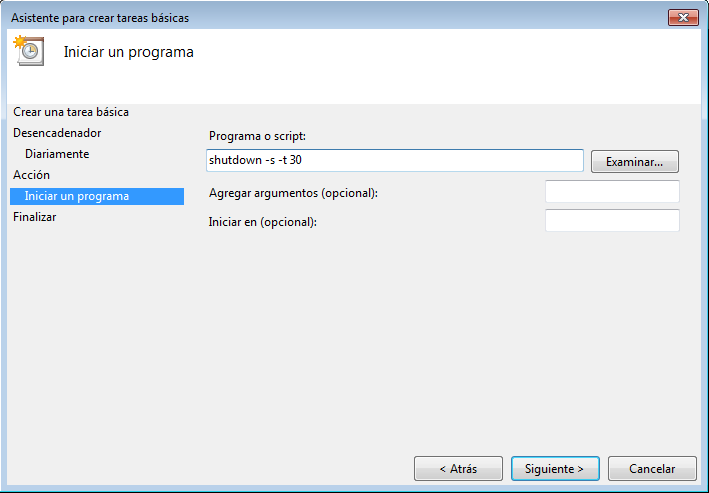 Asistente para crear tareas básicas
Iniciar un programa
Crear una tarea básica
Desencadenador
Diariamente
Acción
Iniciar un programa
Finalizar
Programa o script:
shutdown -s -t 30
Examinar...
Agregar argumentos (opcional):
Iniciar en (opcional):
< Atrás
Siguiente >
Cancelar